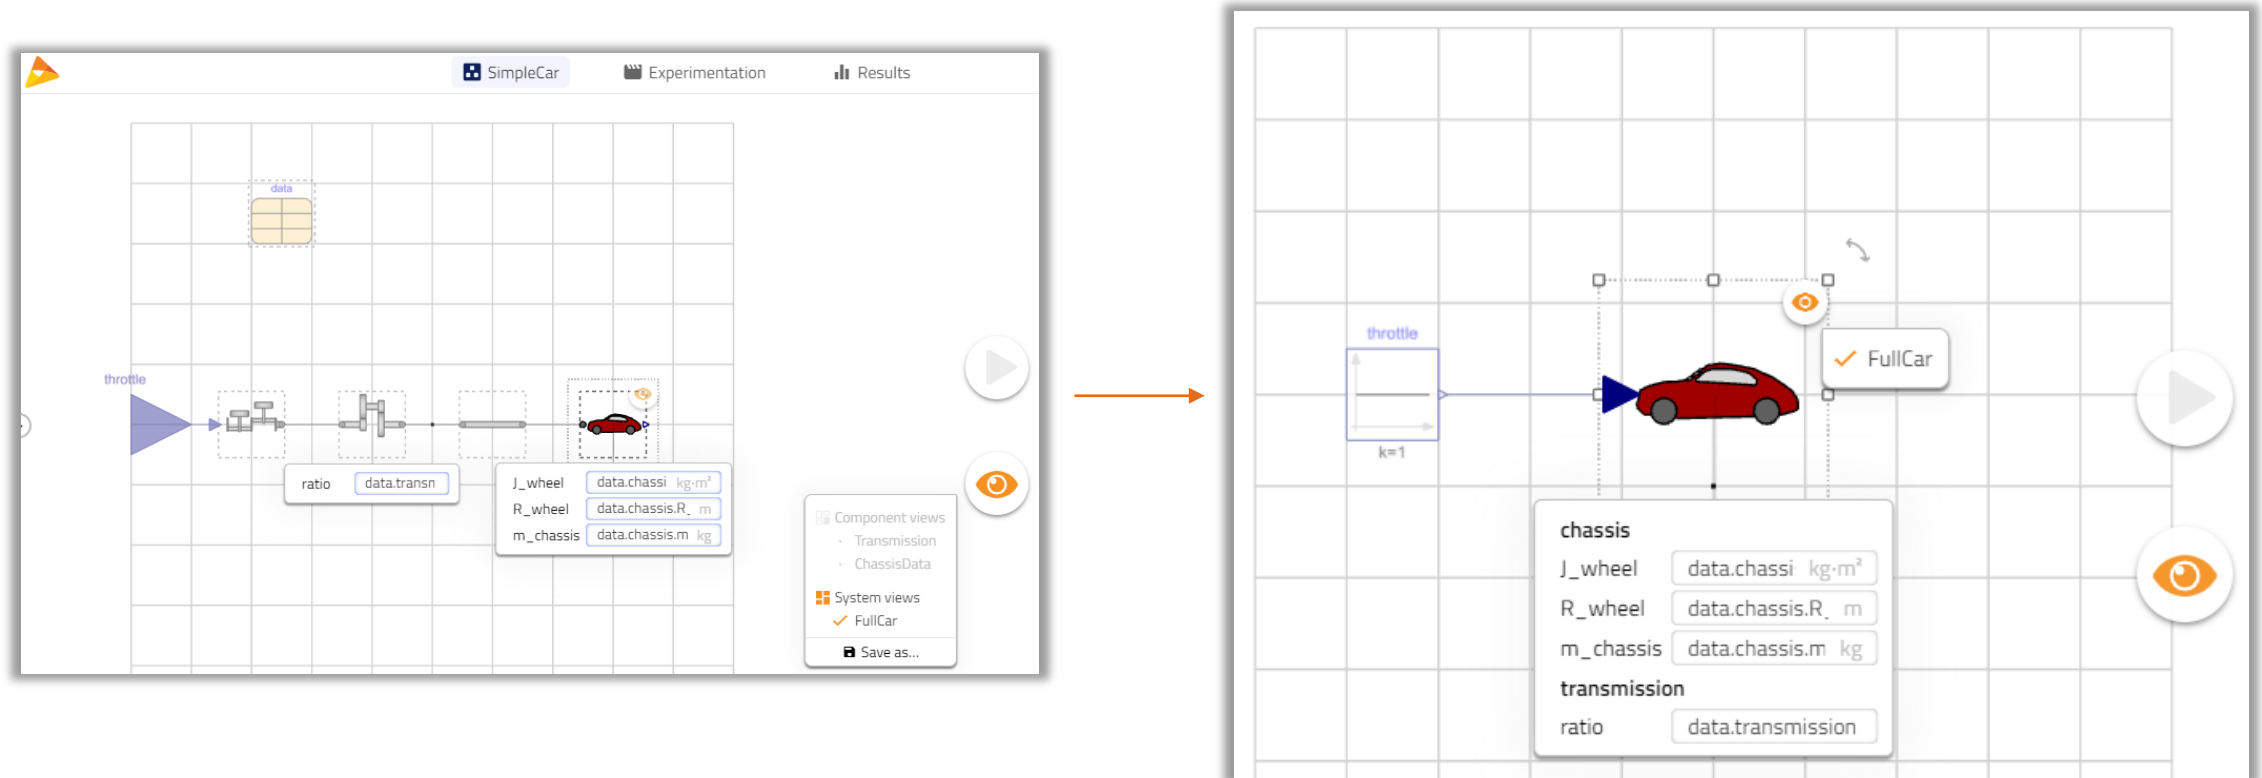 SimpleCar Experimentation Results
data
throttle
ratio data.transn
J_wheel data.chassi kg·m²
R_wheel data.chassis.R_ m
m_chassis data.chassis.m kg
Component views
· Transmission
· ChassisData
System views
FullCar
Save as...
throttle
k=1
FullCar
chassis
J_wheel data.chassi kg·m²
R_wheel data.chassis.R_ m
m_chassis data.chassis.m kg
transmission
ratio data.transmission